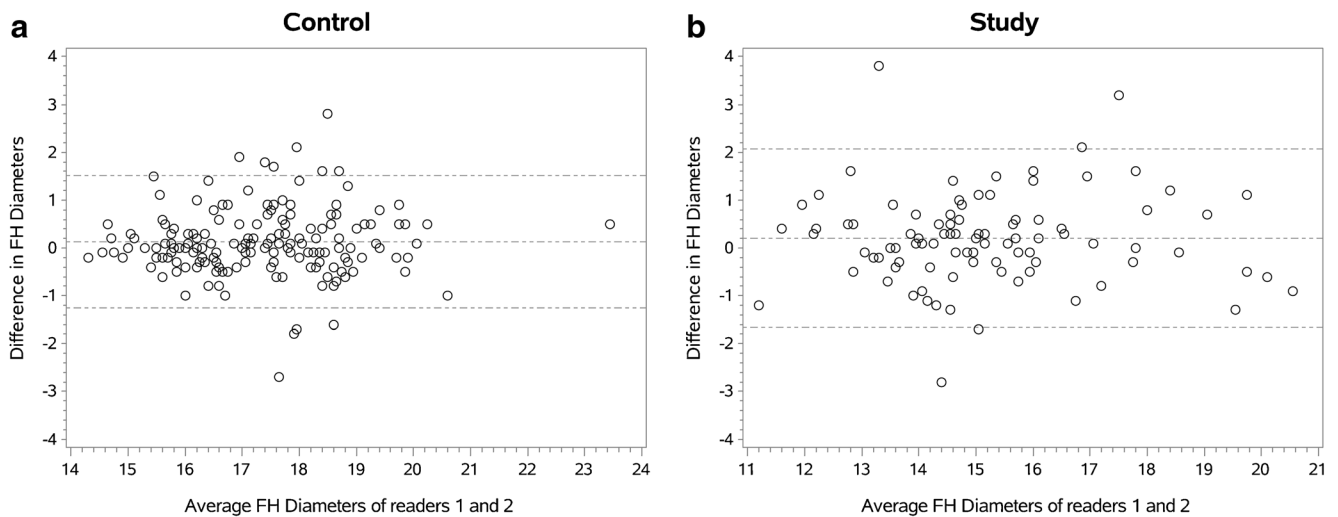 a
Control
4
3
2
1
0
-1
-2
-3
-4
Difference in FH Diameters
14 15 16 17 18 19 20 21 22 23 24
Average FH Diameters of readers 1 and 2
b
Study
4
3
2
1
0
-1
-2
-3
-4
Difference in FH Diameters
11 12 13 14 15 16 17 18 19 20 21
Average FH Diameters of readers 1 and 2